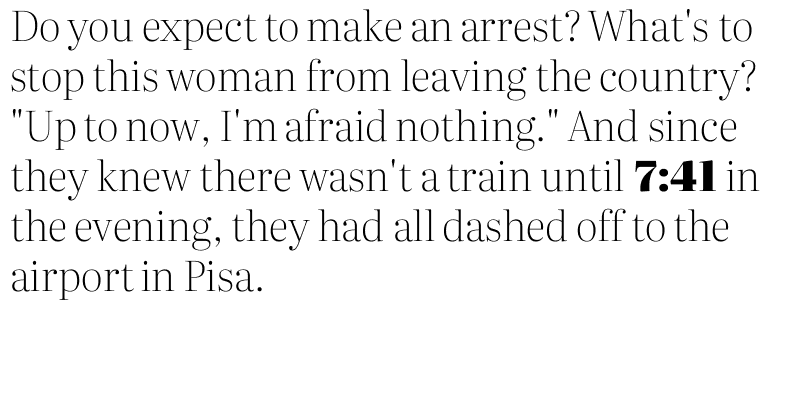 Do you expect to make an arrest? What's to
stop this woman from leaving the country?
"Up to now, I'm afraid nothing." And since
they knew there wasn't a train until 7:41 in
the evening, they had all dashed off to the
airport in Pisa.